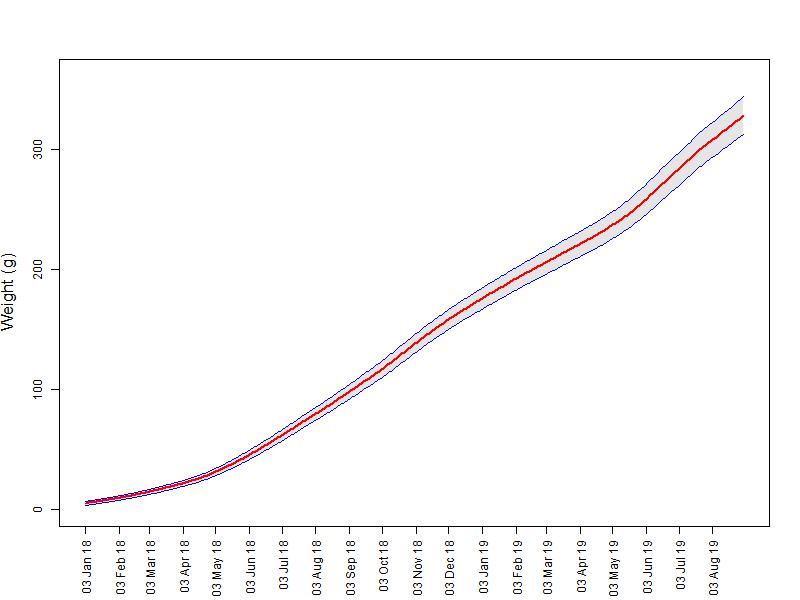 Weight (g)
300
200
100
0
03 Jan 18
03 Feb 18
03 Mar 18
03 Apr 18
03 May 18
03 Jun 18
03 Jul 18
03 Aug 18
03 Sep 18
03 Oct 18
03 Nov 18
03 Dec 18
03 Jan 19
03 Feb 19
03 Mar 19
03 Apr 19
03 May 19
03 Jun 19
03 Jul 19
03 Aug 19